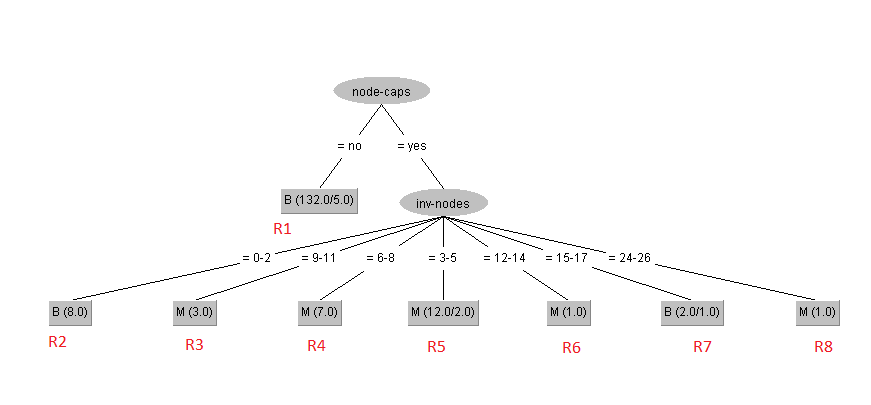 node-caps
= no
= yes
B (132.0/5.0)
inv-nodes
R1
= 0-2
= 9-11
= 6-8
= 3-5
= 12-14
= 15-17
= 24-26
B (8.0)
M (3.0)
M (7.0)
M (12.0/2.0)
M (1.0)
B (2.0/1.0)
M (1.0)
R2
R3
R4
R5
R6
R7
R8